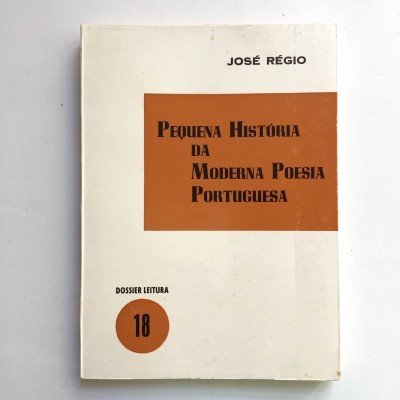 JOSÉ RÉGIO
PEQUENA HISTÓRIA
DA
MODERNA POESIA
PORTUGUESA
DOSSIER LEITURA
18